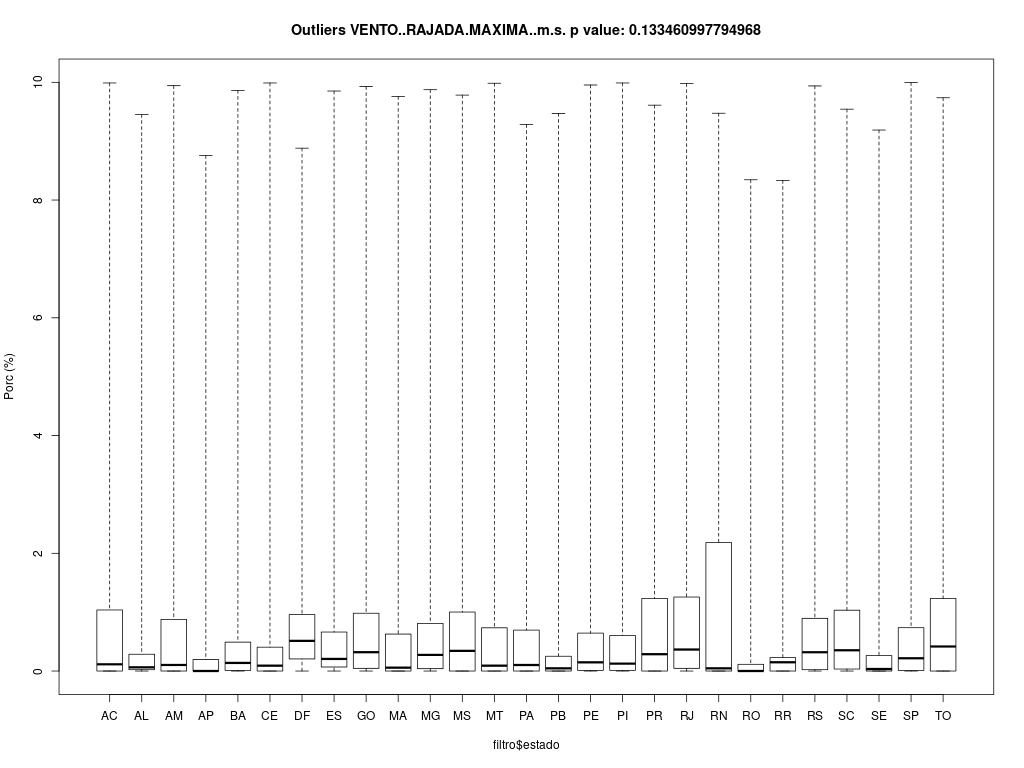 Outliers VENTO..RAJADA.MAXIMA..m.s. p value: 0.133460997794968
Porc (%)
10
8
6
4
2
0
AC AL AM AP BA CE DF ES GO MA MG MS MT PA PB PE PI PR RJ RN RO RR RS SC SE SP TO
filtro$estado